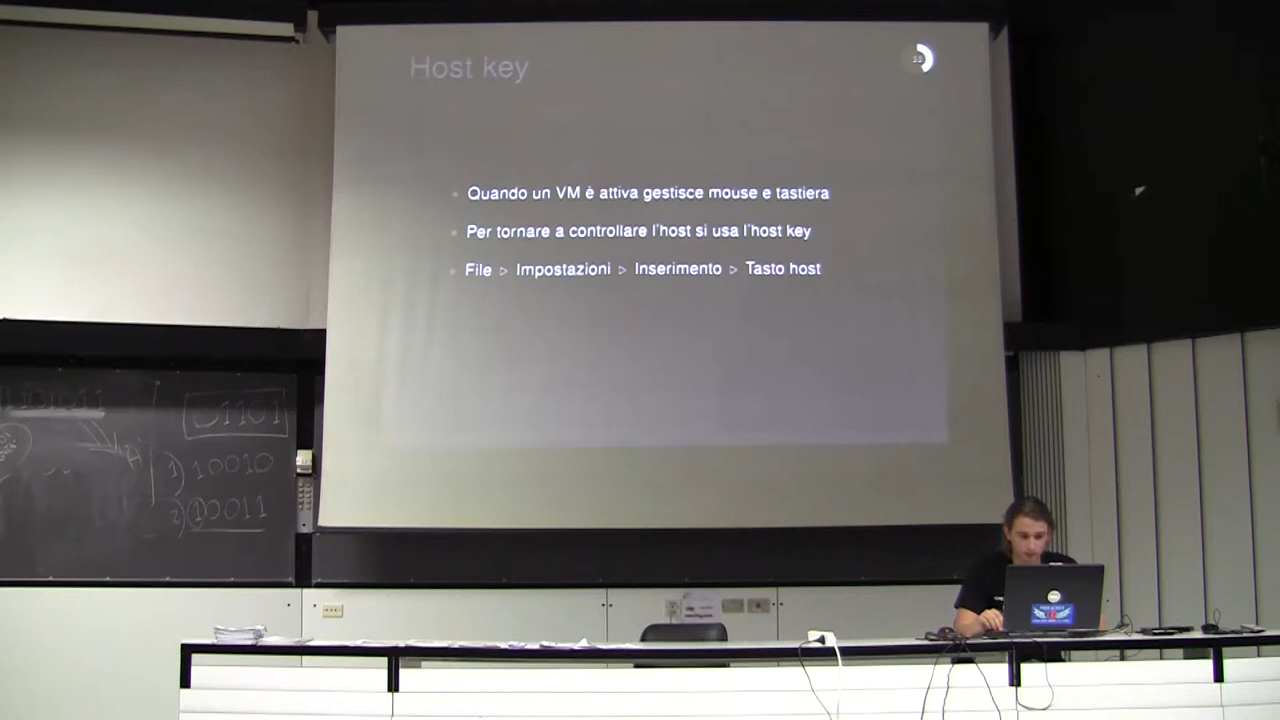 Host key
33
Quando un VM è attiva gestisce mouse e tastiera
Per tornare a controllare l'host si usa l'host key
File ▹ Impostazioni ▹ Inserimento ▹ Tasto host
01101
1) 10010
2) 10011